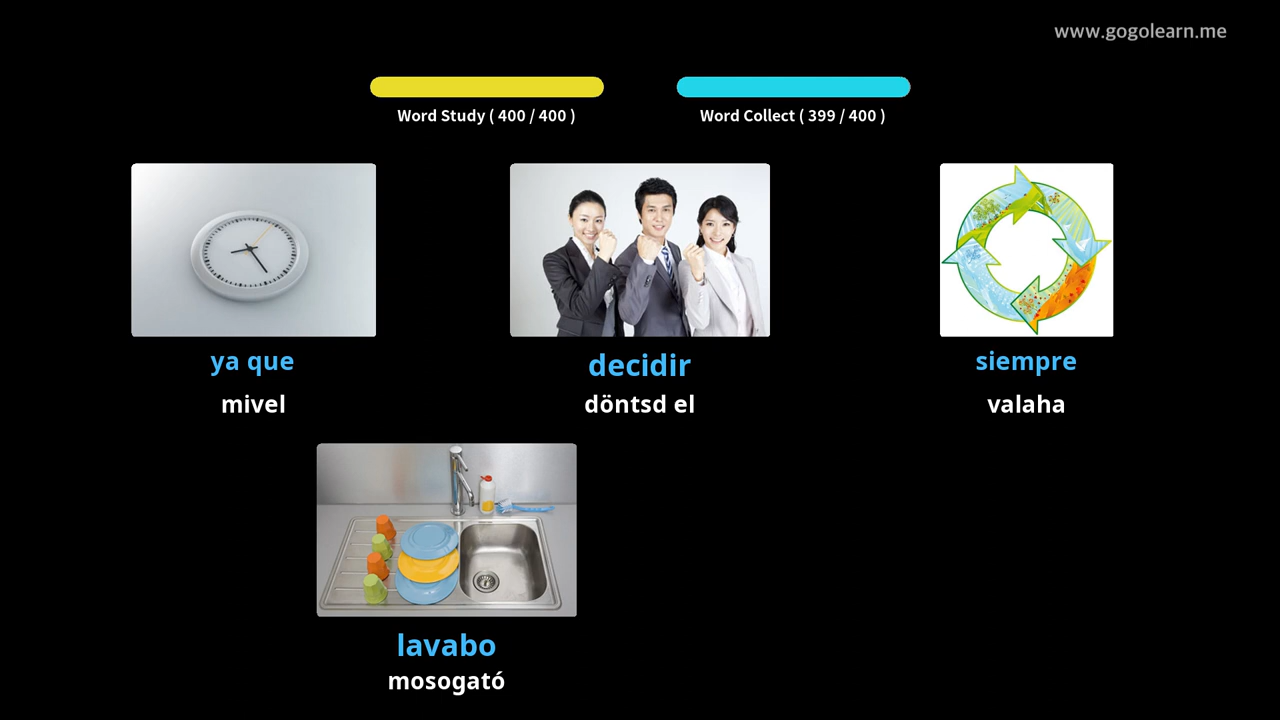 www.gogolearn.me
Word Study ( 400 / 400 )
Word Collect ( 399 / 400 )
ya que
mivel
decidir
döntsd el
siempre
valaha
lavabo
mosogató